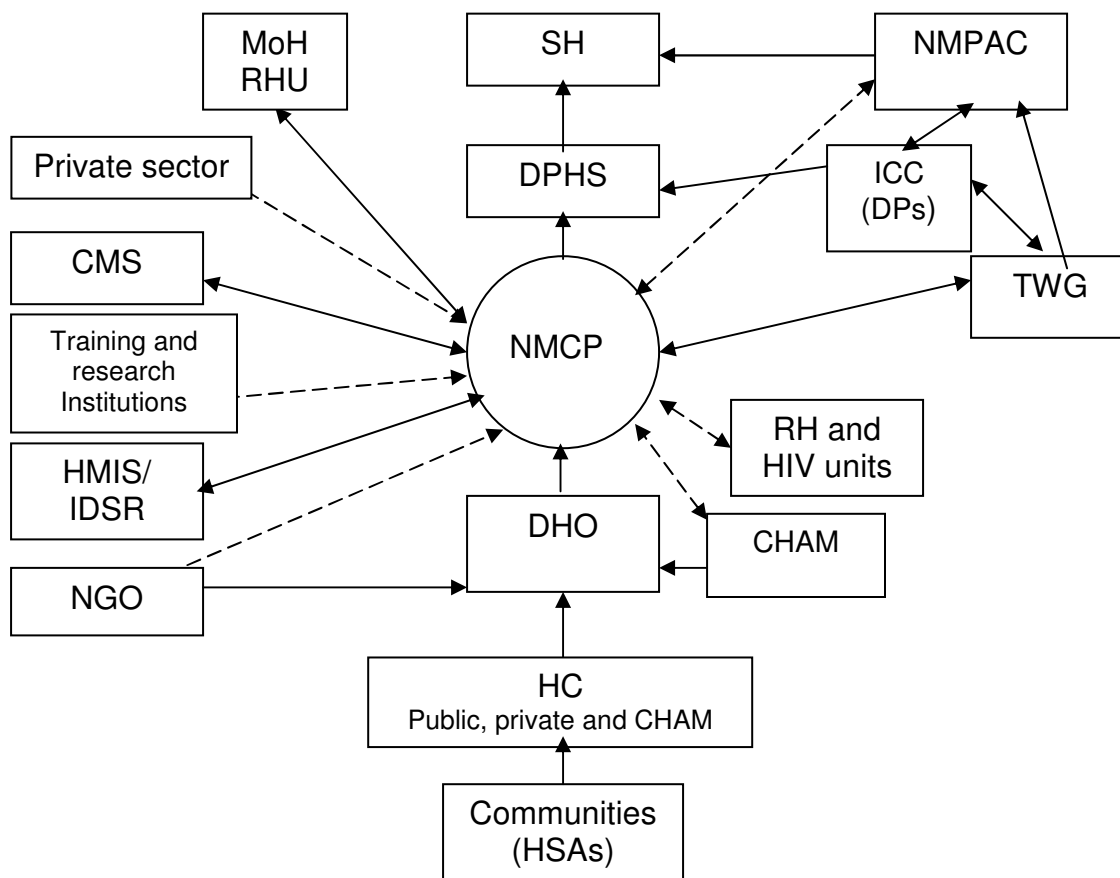 MoH
RHU
SH
NMPAC
Private sector
DPHS
ICC
(DPs)
CMS
TWG
NMCP
Training and
research
Institutions
RH and
HIV units
HMIS/
IDSR
DHO
CHAM
NGO
HC
Public, private and CHAM
Communities
(HSAs)